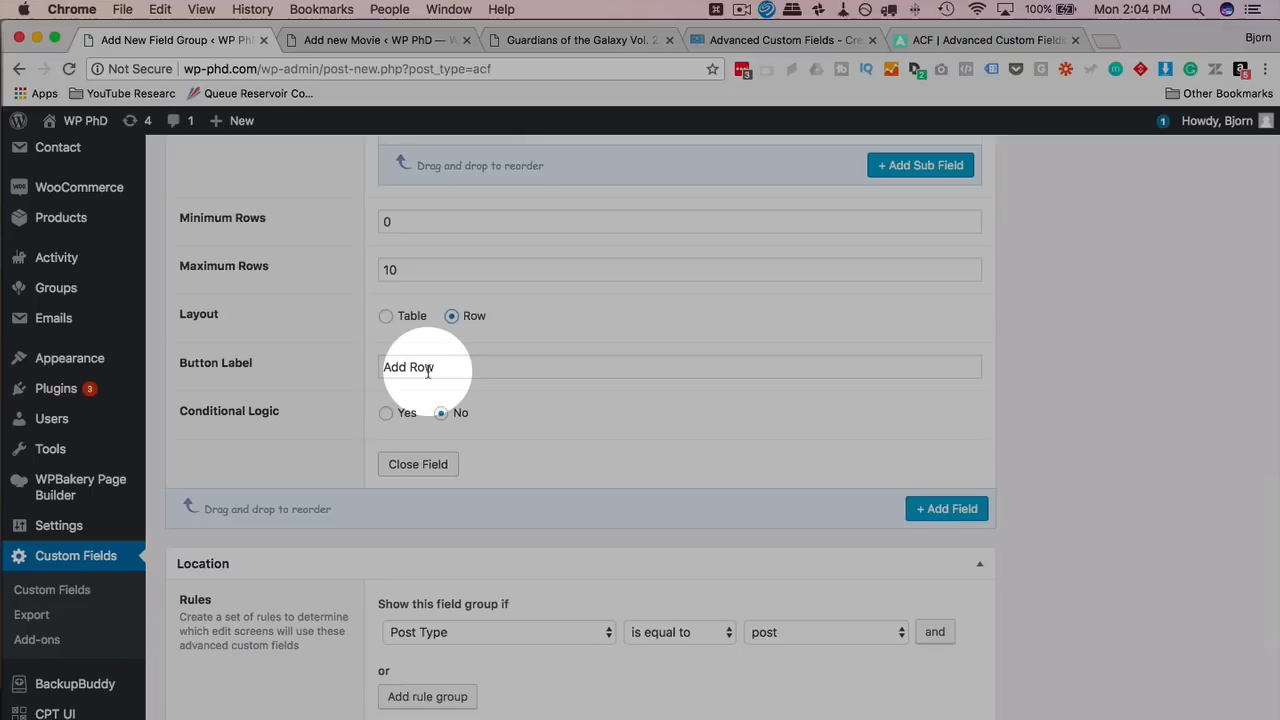 Chrome File Edit View History Bookmarks People Window Help 100% Mon 2:04 PM
Add New Field Group ‹ WP Ph Add new Movie ‹ WP PhD — W Guardians of the Galaxy Vol. 2 Advanced Custom Fields - Cre ACF | Advanced Custom Fields Bjorn
Not Secure wp-phd.com/wp-admin/post-new.php?post_type=acf
Apps YouTube Researc Queue Reservoir Co... Other Bookmarks
WP PhD 4 1 New 1 Howdy, Bjorn
Contact
WooCommerce
Products
Activity
Groups
Emails
Appearance
Plugins 3
Users
Tools
WPBakery Page
Builder
Settings
Custom Fields
Custom Fields
Export
Add-ons
BackupBuddy
CPT UI
Drag and drop to reorder + Add Sub Field
Minimum Rows 0
Maximum Rows 10
Layout Table Row
Button Label Add Row
Conditional Logic Yes No
Close Field
Drag and drop to reorder + Add Field
Location
Rules
Create a set of rules to determine
which edit screens will use these
advanced custom fields
Show this field group if
Post Type is equal to post and
or
Add rule group